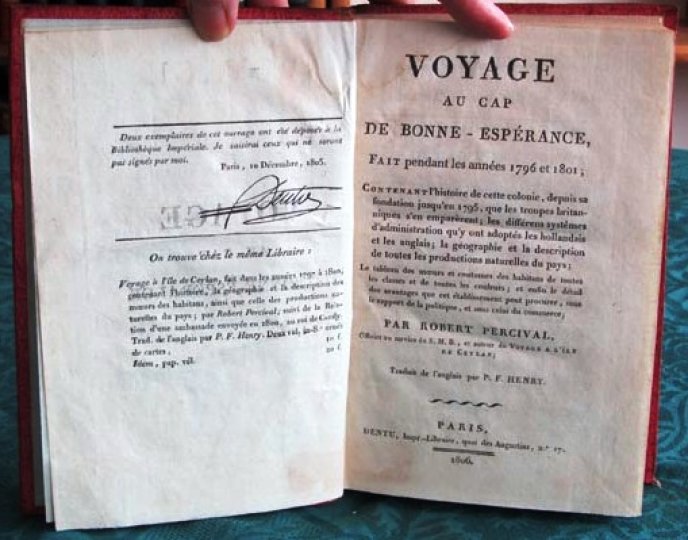 Deux exemplaires de cet ouvrage ont été déposés à la
Bibliothèque Impériale. Je saisirai ceux qui ne seront
pas signés par moi.
Paris, 10 Décembre, 1805.
Dentu
On trouve chez le même Libraire :
Voyage à l'île de Ceylan, fait dans les années 1797 à 1800,
contenant l'histoire, la géographie et la description des
mœurs des habitans, ainsi que celle des productions na-
turelles du pays ; par Robert Percival ; suivi de la Rela-
tion d'une ambassade envoyée en 1800, au roi de Candy.
Trad. de l'anglais par P. F. Henry. Deux vol. in-8° ornés
de cartes, 10 f.
Idem, pap. vél. 20 f.
VOYAGE
AU CAP
DE BONNE-ESPÉRANCE,
FAIT pendant les années 1796 et 1801 ;
CONTENANT l'histoire de cette colonie, depuis sa
fondation jusqu'en 1795, que les troupes britan-
niques s'en emparèrent ; les différens systêmes
d'administration qu'y ont adoptés les hollandais
et les anglais ; la géographie et la description
de toutes les productions naturelles du pays ;
Le tableau des mœurs et coutumes des habitans de toutes
les classes et de toutes les couleurs ; et enfin le détail
des avantages que cet établissement peut procurer, sous
le rapport de la politique, et sous celui du commerce ;
PAR ROBERT PERCIVAL,
Officier au service de S. M. B., et auteur du VOYAGE A L'ILE
DE CEYLAN ;
Traduit de l'anglais par P. F. HENRY.
PARIS,
DENTU, Impr.-Libraire, quai des Augustins, n.° 17.
1806.